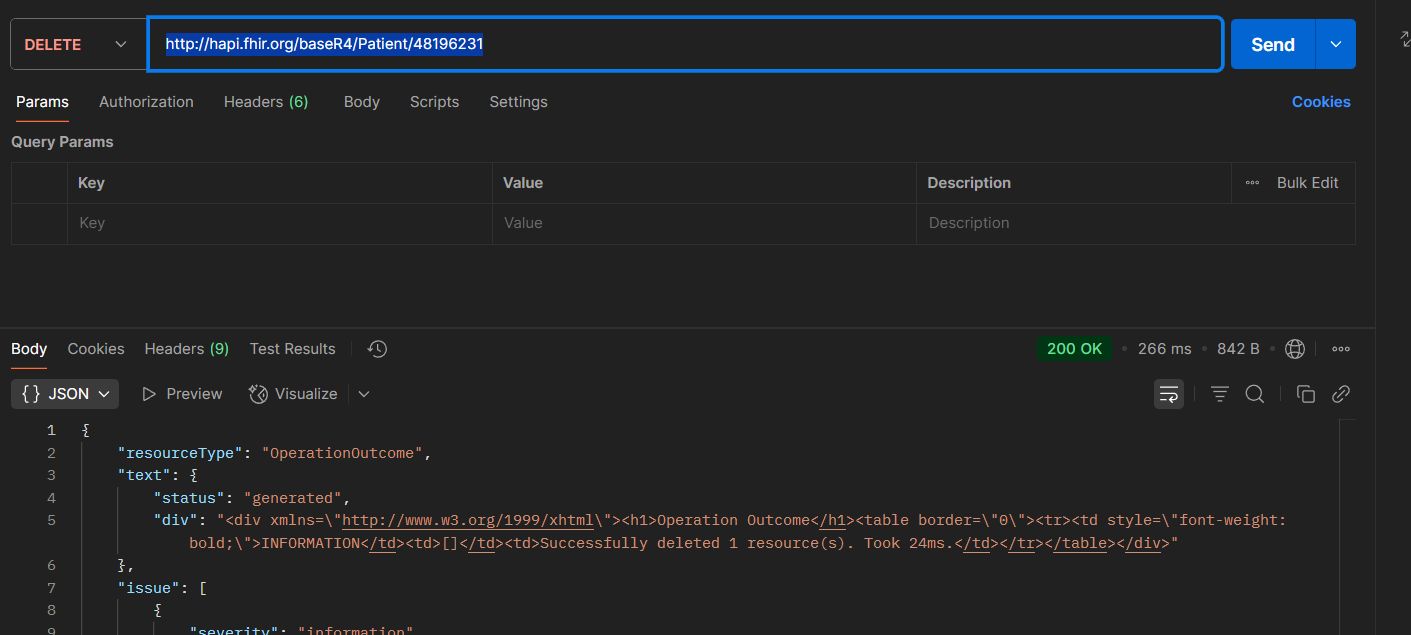 DELETE http://hapi.fhir.org/baseR4/Patient/48196231 Send
Params Authorization Headers (6) Body Scripts Settings Cookies
Query Params
Key Value Description Bulk Edit
Key Value Description
Body Cookies Headers (9) Test Results 200 OK 266 ms 842 B
{} JSON Preview Visualize
1 {
2 "resourceType": "OperationOutcome",
3 "text": {
4 "status": "generated",
5 "div": "<div xmlns=\"http://www.w3.org/1999/xhtml\"><h1>Operation Outcome</h1><table border=\"0\"><tr><td style=\"font-weight:
bold;\">INFORMATION</td><td>[]</td><td>Successfully deleted 1 resource(s). Took 24ms.</td></tr></table></div>"
6 },
7 "issue": [
8 {
9 "severity": "information"